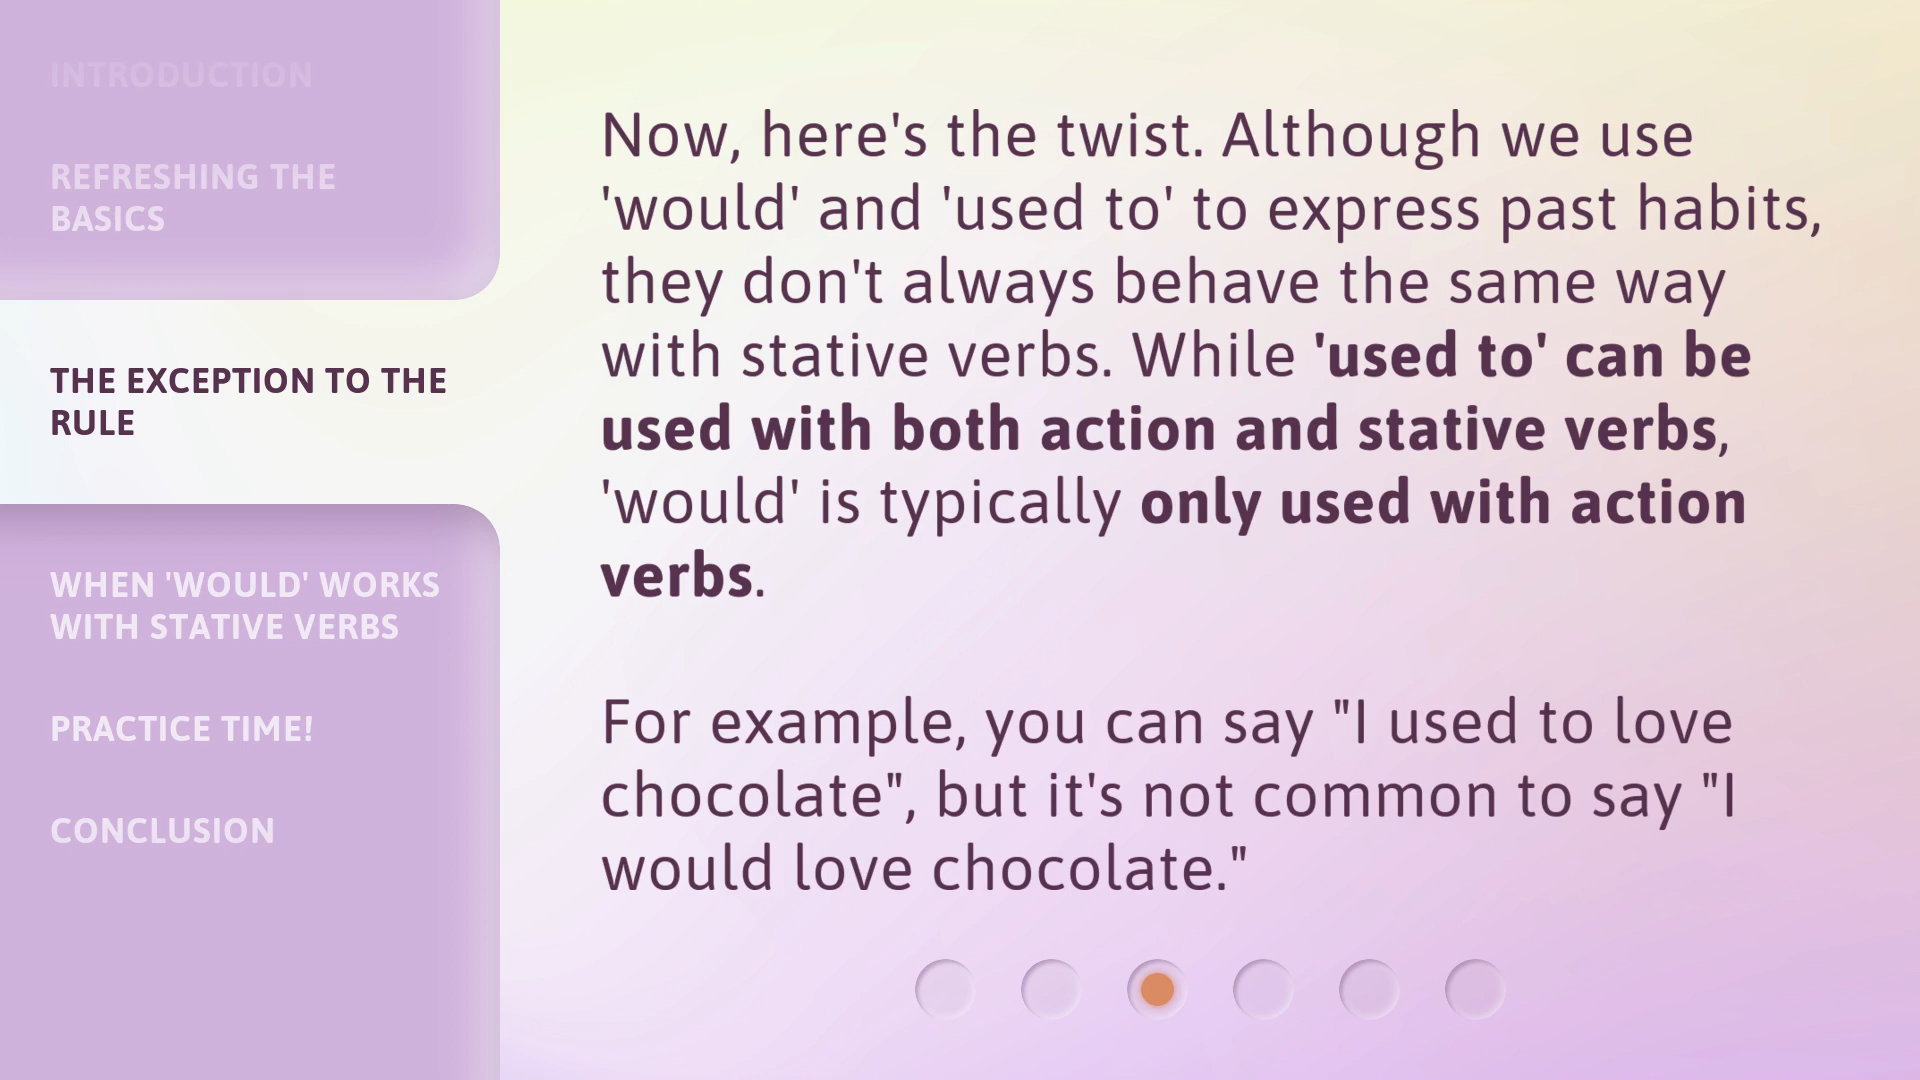 INTRODUCTION
REFRESHING THE
BASICS
THE EXCEPTION TO THE
RULE
WHEN 'WOULD' WORKS
WITH STATIVE VERBS
PRACTICE TIME!
CONCLUSION
Now, here's the twist. Although we use
'would' and 'used to' to express past habits,
they don't always behave the same way
with stative verbs. While 'used to' can be
used with both action and stative verbs,
'would' is typically only used with action
verbs.
For example, you can say "I used to love
chocolate", but it's not common to say "I
would love chocolate."